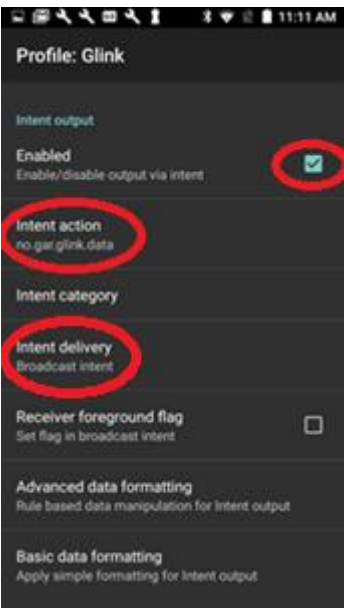 11:11 AM
Profile: Glink
Intent output
Enabled
Enable/disable output via intent
Intent action
no.gar.glink.data
Intent category
Intent delivery
Broadcast intent
Receiver foreground flag
Set flag in broadcast intent
Advanced data formatting
Rule based data manipulation for Intent output
Basic data formatting
Apply simple formatting for Intent output